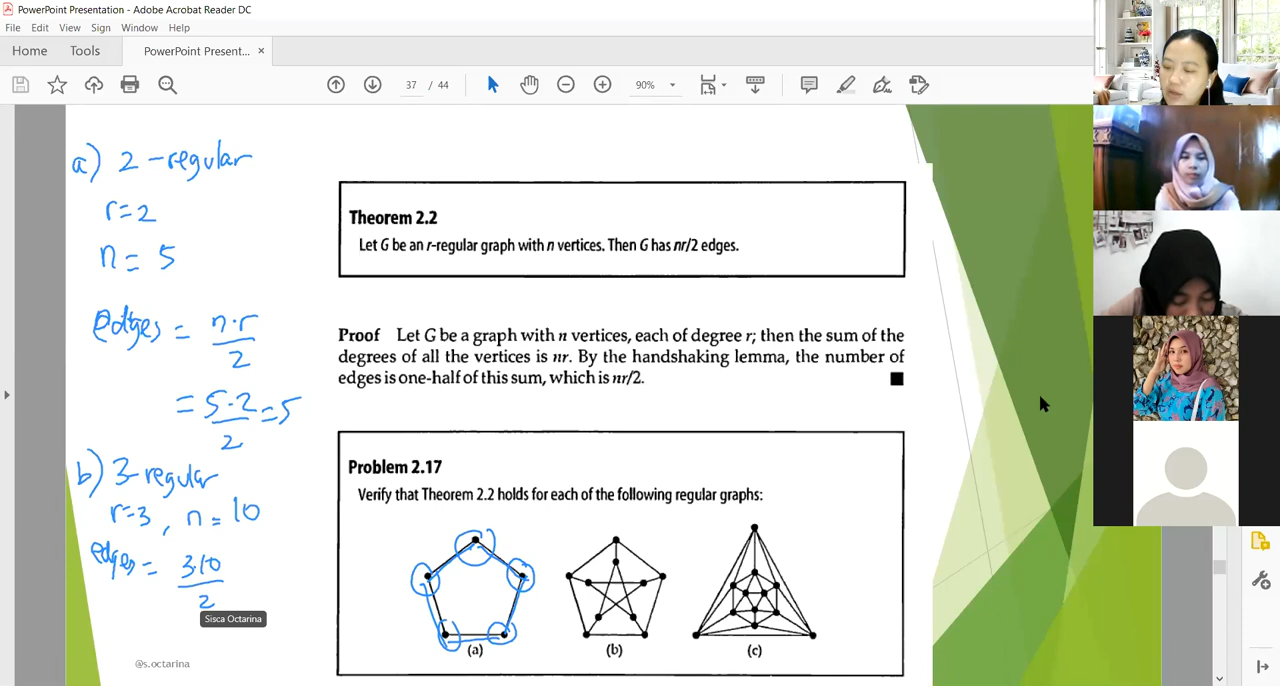 PowerPoint Presentation - Adobe Acrobat Reader DC
File Edit View Sign Window Help
Home Tools PowerPoint Present... ×
37 / 44 90%
a) 2-regular
r=2
n = 5
edges = n·r/2
= 5·2/2 = 5
b) 3-regular
r=3, n = 10
edges = 3·10/2
Sisca Octarina
@s.octarina
Theorem 2.2
Let G be an r-regular graph with n vertices. Then G has nr/2 edges.
Proof Let G be a graph with n vertices, each of degree r; then the sum of the
degrees of all the vertices is nr. By the handshaking lemma, the number of
edges is one-half of this sum, which is nr/2.
Problem 2.17
Verify that Theorem 2.2 holds for each of the following regular graphs:
(a) (b) (c)